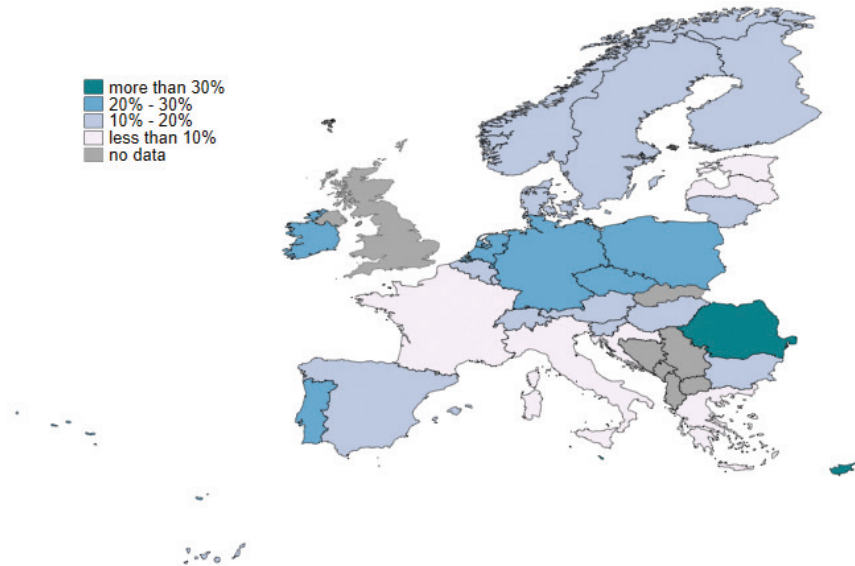 more than 30%
20% - 30%
10% - 20%
less than 10%
no data